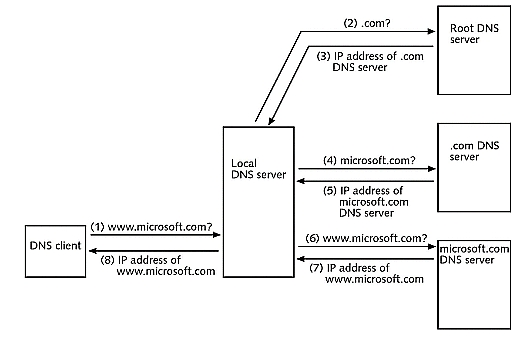 (2) .com?
Root DNS
server
(3) IP address of .com
DNS server
Local
DNS server
(4) microsoft.com?
.com DNS
server
(5) IP address of
microsoft.com
DNS server
(1) www.microsoft.com?
DNS client
(8) IP address of
www.microsoft.com
(6) www.microsoft.com?
microsoft.com
DNS server
(7) IP address of
www.microsoft.com